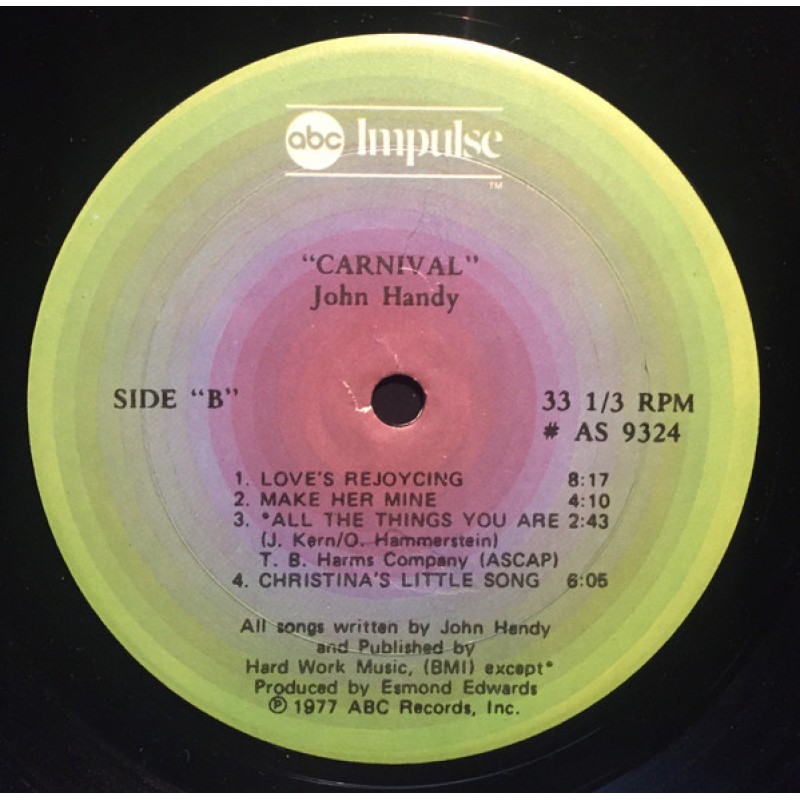 abc Impulse
TM
"CARNIVAL"
John Handy
SIDE "B"
33 1/3 RPM
# AS 9324
1. LOVE'S REJOYCING 8:17
2. MAKE HER MINE 4:10
3. *ALL THE THINGS YOU ARE 2:43
(J. Kern/O. Hammerstein)
T. B. Harms Company (ASCAP)
4. CHRISTINA'S LITTLE SONG 6:05
All songs written by John Handy
and Published by
Hard Work Music, (BMI) except*
Produced by Esmond Edwards
℗ 1977 ABC Records, Inc.